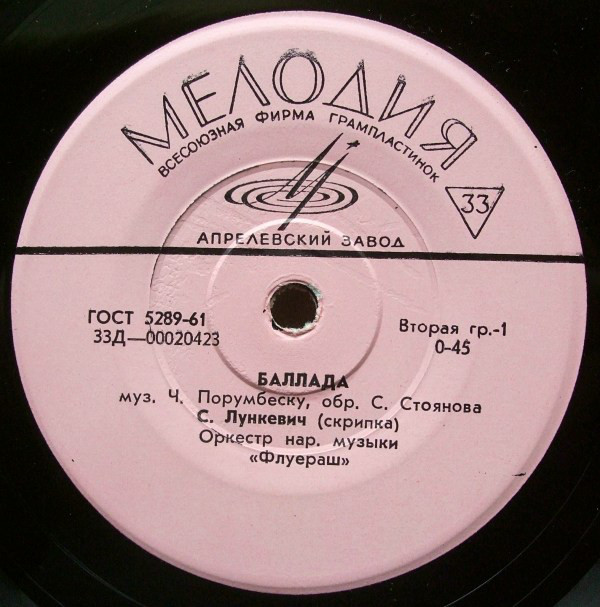 МЕЛОДИЯ
ВСЕСОЮЗНАЯ ФИРМА ГРАМПЛАСТИНОК
33
АПРЕЛЕВСКИЙ ЗАВОД
ГОСТ 5289-61
33Д—00020423
Вторая гр.-1
0-45
БАЛЛАДА
муз. Ч. Порумбеску, обр. С. Стоянова
С. Лункевич (скрипка)
Оркестр нар. музыки
«Флуераш»